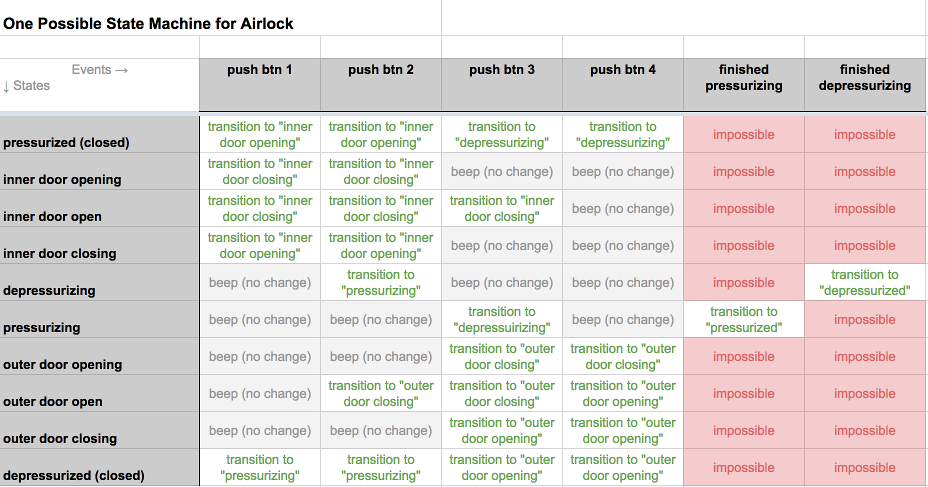 One Possible State Machine for Airlock
Events →
↓ States
push btn 1
push btn 2
push btn 3
push btn 4
finished
pressurizing
finished
depressurizing
pressurized (closed)
transition to "inner
door opening"
transition to "inner
door opening"
transition to
"depressurizing"
transition to
"depressurizing"
impossible
impossible
inner door opening
transition to "inner
door closing"
transition to "inner
door closing"
beep (no change)
beep (no change)
impossible
impossible
inner door open
transition to "inner
door closing"
transition to "inner
door closing"
transition to "inner
door closing"
beep (no change)
impossible
impossible
inner door closing
transition to "inner
door opening"
transition to "inner
door opening"
beep (no change)
beep (no change)
impossible
impossible
depressurizing
beep (no change)
transition to
"pressurizing"
beep (no change)
beep (no change)
impossible
transition to
"depressurized"
pressurizing
beep (no change)
beep (no change)
transition to
"depressuirizing"
beep (no change)
transition to
"pressurized"
impossible
outer door opening
beep (no change)
beep (no change)
transition to "outer
door closing"
transition to "outer
door closing"
impossible
impossible
outer door open
beep (no change)
transition to "outer
door closing"
transition to "outer
door closing"
transition to "outer
door opening"
impossible
impossible
outer door closing
beep (no change)
beep (no change)
transition to "outer
door opening"
transition to "outer
door opening"
impossible
impossible
depressurized (closed)
transition to
"pressurizing"
transition to
"pressurizing"
transition to "outer
door opening"
transition to "outer
door opening"
impossible
impossible